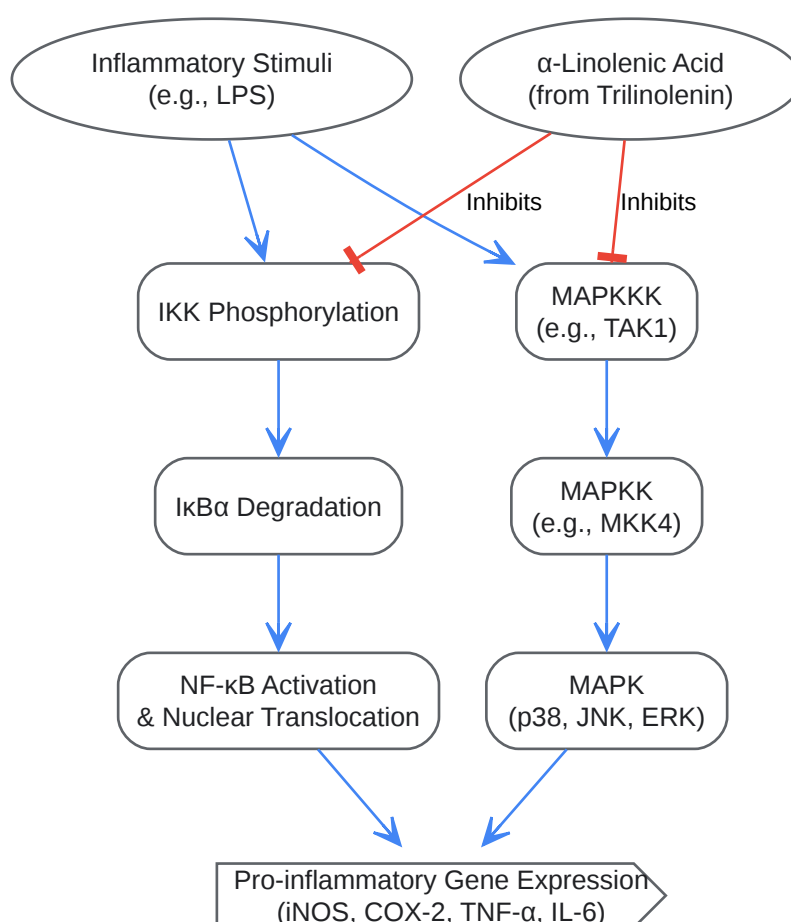 Inflammatory Stimuli
(e.g., LPS)
α-Linolenic Acid
(from Trilinolenin)
Inhibits
Inhibits
IKK Phosphorylation
MAPKKK
(e.g., TAK1)
IκBα Degradation
MAPKK
(e.g., MKK4)
NF-κB Activation
& Nuclear Translocation
MAPK
(p38, JNK, ERK)
Pro-inflammatory Gene Expression
(iNOS, COX-2, TNF-α, IL-6)